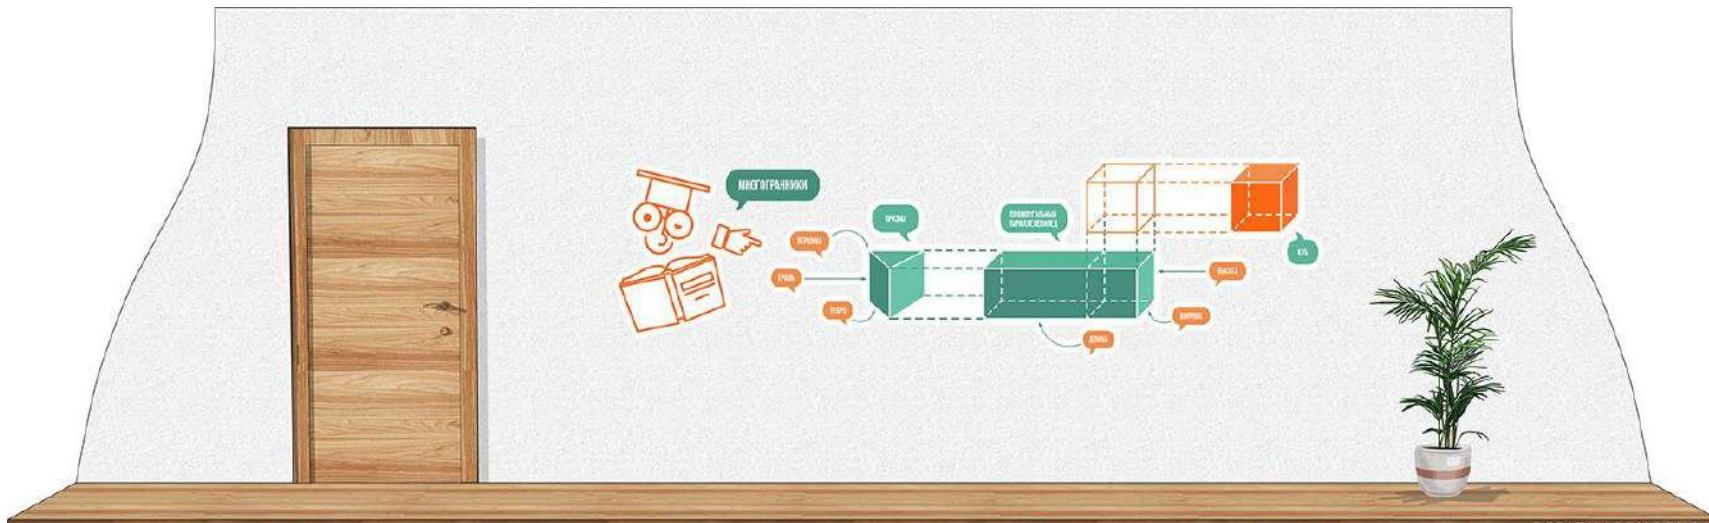 МНОГОГРАННИКИ
ПРИЗМА
ПРЯМОУГОЛЬНЫЙ
ПАРАЛЛЕЛЕПИПЕД
ВЕРШИНА
ГРАНЬ
РЕБРО
ВЫСОТА
ШИРИНА
ДЛИНА
КУБ